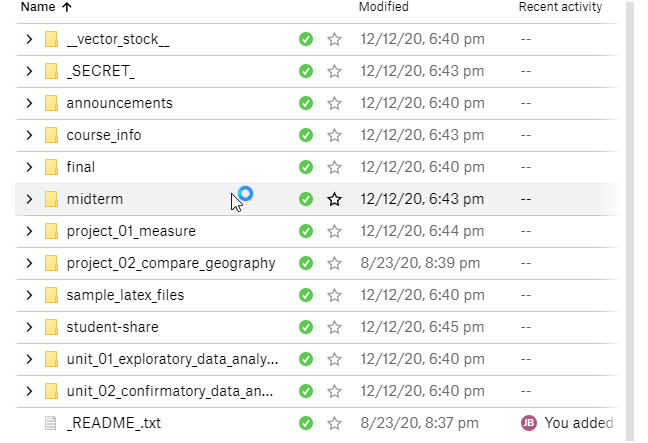 Name Modified Recent activity
__vector_stock__ 12/12/20, 6:40 pm --
_SECRET_ 12/12/20, 6:43 pm --
announcements 12/12/20, 6:40 pm --
course_info 12/12/20, 6:43 pm --
final 12/12/20, 6:40 pm --
midterm 12/12/20, 6:43 pm --
project_01_measure 12/12/20, 6:44 pm --
project_02_compare_geography 8/23/20, 8:39 pm --
sample_latex_files 12/12/20, 6:40 pm --
student-share 12/12/20, 6:45 pm --
unit_01_exploratory_data_analy... 12/12/20, 6:40 pm --
unit_02_confirmatory_data_an... 12/12/20, 6:40 pm --
_README_.txt 8/23/20, 8:37 pm JB You added